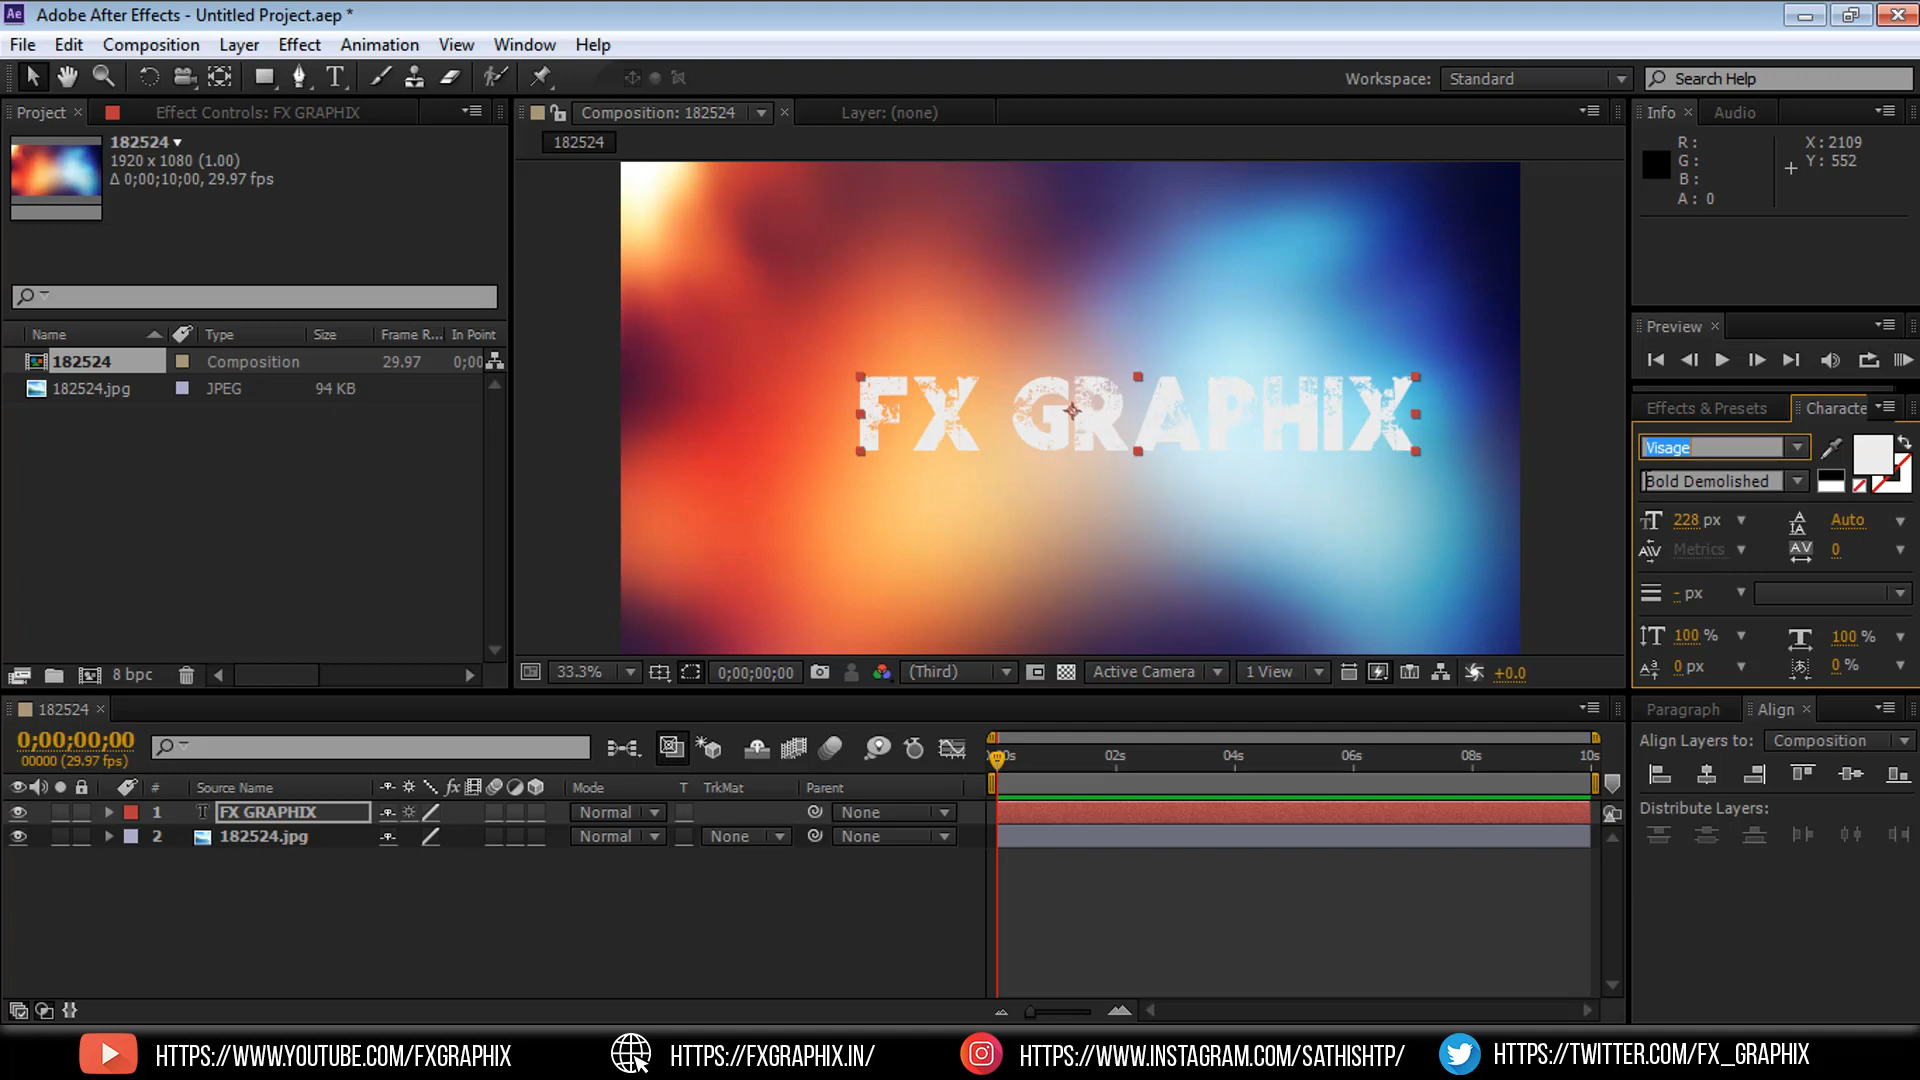 Adobe After Effects - Untitled Project.aep *
File Edit Composition Layer Effect Animation View Window Help
Workspace: Standard Search Help
Project × Effect Controls: FX GRAPHIX
Composition: 182524 × Layer: (none)
Info × Audio
182524
1920 x 1080 (1.00)
Δ 0;00;10;00, 29.97 fps
182524
R :
G :
B :
A : 0
X : 2109
Y : 552
Name Type Size Frame R... In Point
182524 Composition 29.97 0;00
182524.jpg JPEG 94 KB
FX GRAPHIX
Preview ×
Effects & Presets Characte
Visage
Bold Demolished
228 px Auto
Metrics 0
- px
100 % 100 %
0 px 0 %
8 bpc
33.3% 0;00;00;00 (Third) Active Camera 1 View +0.0
182524 ×
Paragraph Align ×
0;00;00;00
00000 (29.97 fps)
Align Layers to: Composition
Distribute Layers:
0s 02s 04s 06s 08s 10s
# Source Name fx Mode T TrkMat Parent
1 T FX GRAPHIX Normal None
2 182524.jpg Normal None None
HTTPS://WWW.YOUTUBE.COM/FXGRAPHIX
HTTPS://FXGRAPHIX.IN/
HTTPS://WWW.INSTAGRAM.COM/SATHISHTP/
HTTPS://TWITTER.COM/FX_GRAPHIX